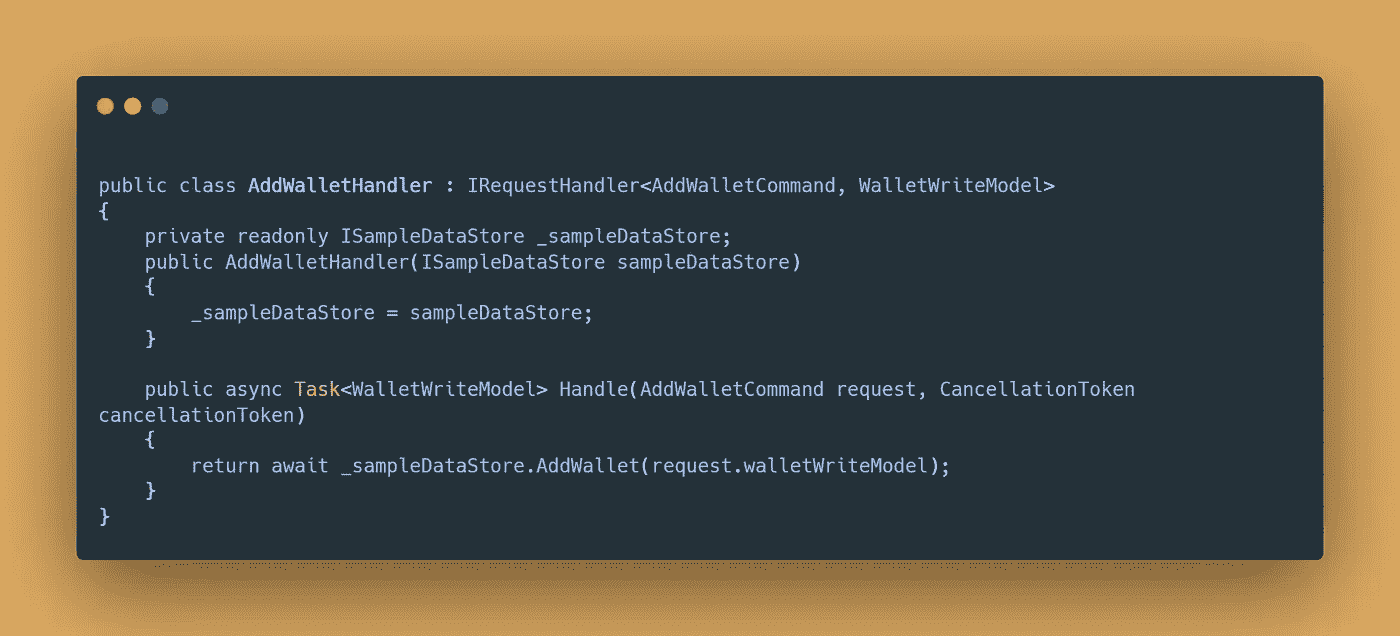 public class AddWalletHandler : IRequestHandler<AddWalletCommand, WalletWriteModel>
{
    private readonly ISampleDataStore _sampleDataStore;
    public AddWalletHandler(ISampleDataStore sampleDataStore)
    {
        _sampleDataStore = sampleDataStore;
    }

    public async Task<WalletWriteModel> Handle(AddWalletCommand request, CancellationToken
cancellationToken)
    {
        return await _sampleDataStore.AddWallet(request.walletWriteModel);
    }
}